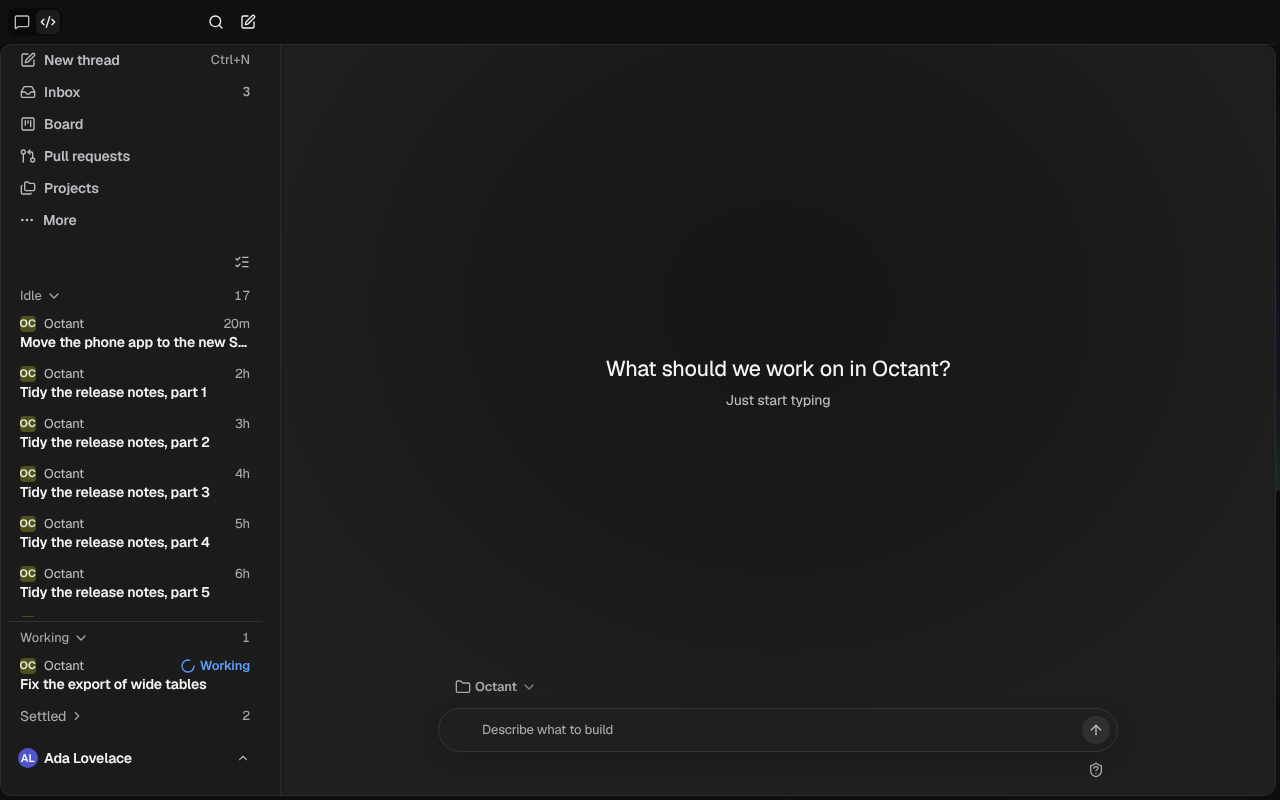 New thread Ctrl+N
Inbox 3
Board
Pull requests
Projects
More
Idle 17
OC Octant 20m
Move the phone app to the new S...
OC Octant 2h
Tidy the release notes, part 1
OC Octant 3h
Tidy the release notes, part 2
OC Octant 4h
Tidy the release notes, part 3
OC Octant 5h
Tidy the release notes, part 4
OC Octant 6h
Tidy the release notes, part 5
Working 1
OC Octant Working
Fix the export of wide tables
Settled 2
AL Ada Lovelace
What should we work on in Octant?
Just start typing
Octant
Describe what to build